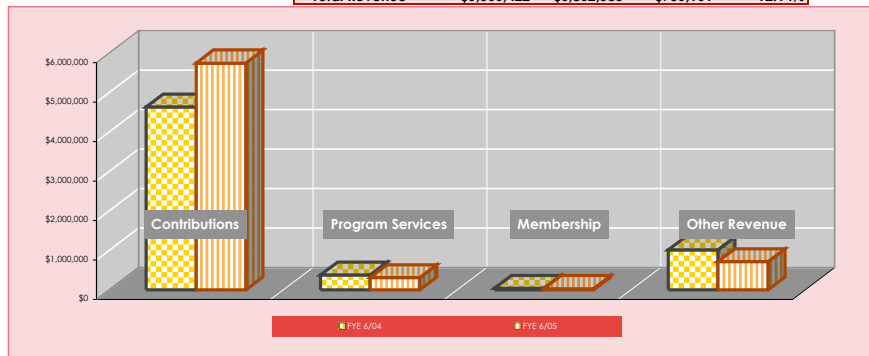 $6,000,000
$5,000,000
$4,000,000
$3,000,000
$2,000,000
$1,000,000
$0
Contributions
Program Services
Membership
Other Revenue
FYE 6/04
FYE 6/05